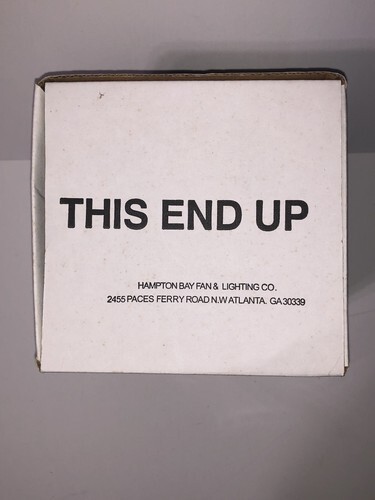 THIS END UP
HAMPTON BAY FAN & LIGHTING CO.
2455 PACES FERRY ROAD N.W ATLANTA. GA 30339